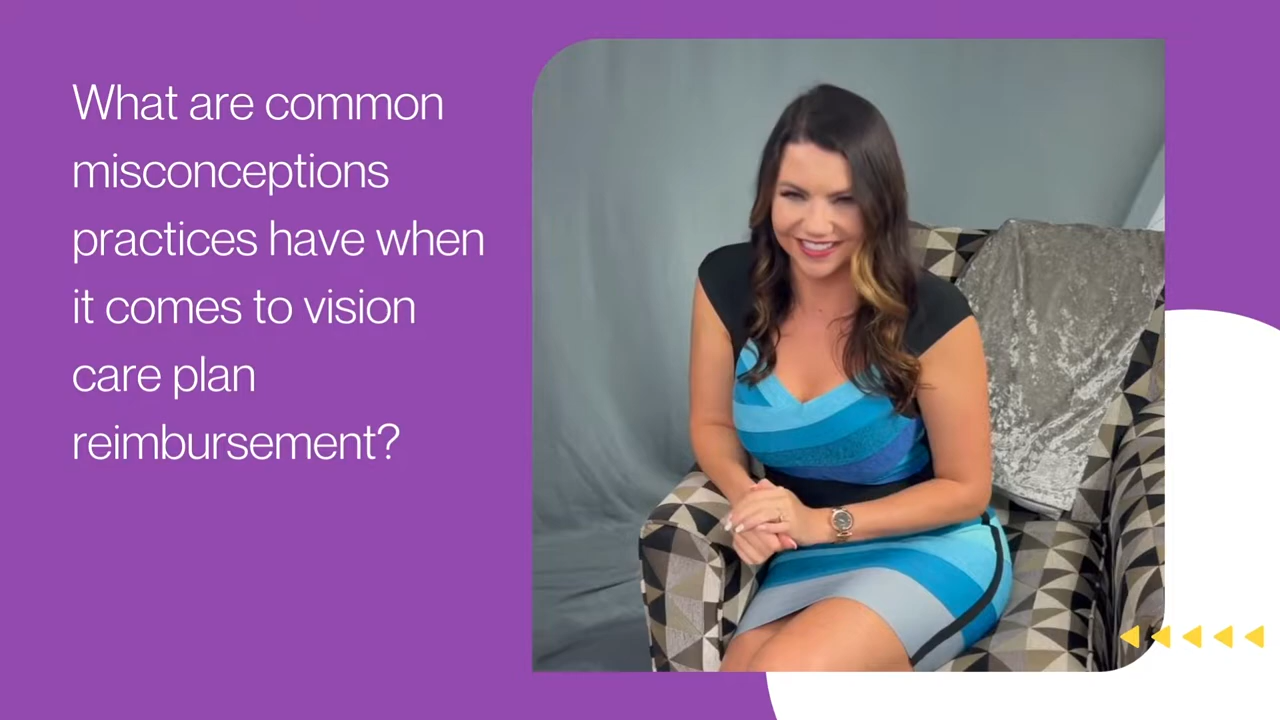 What are common
misconceptions
practices have when
it comes to vision
care plan
reimbursement?